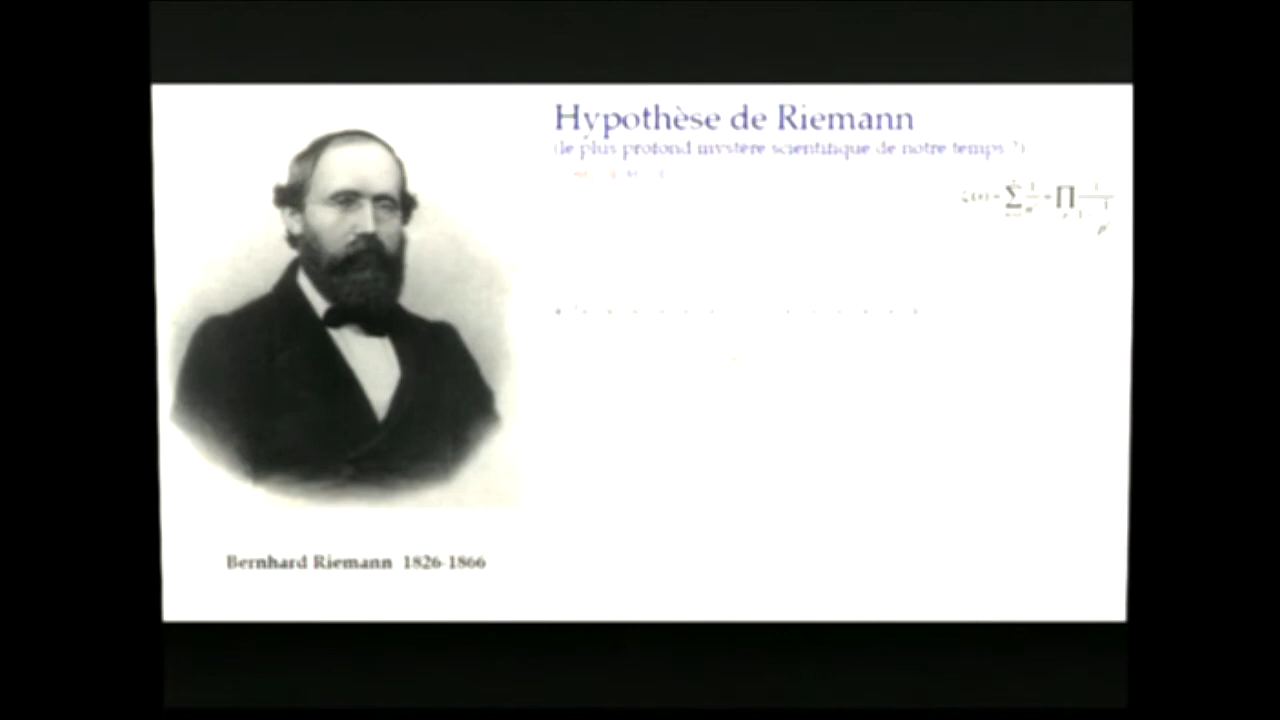 Hypothèse de Riemann
(le plus profond mystère scientifique de notre temps ?)
Bernhard Riemann 1826-1866